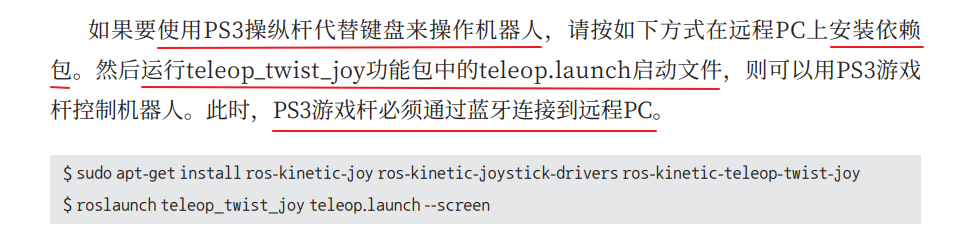 如果要使用PS3操纵杆代替键盘来操作机器人，请按如下方式在远程PC上安装依赖
包。然后运行teleop_twist_joy功能包中的teleop.launch启动文件，则可以用PS3游戏
杆控制机器人。此时，PS3游戏杆必须通过蓝牙连接到远程PC。
$ sudo apt-get install ros-kinetic-joy ros-kinetic-joystick-drivers ros-kinetic-teleop-twist-joy
$ roslaunch teleop_twist_joy teleop.launch --screen